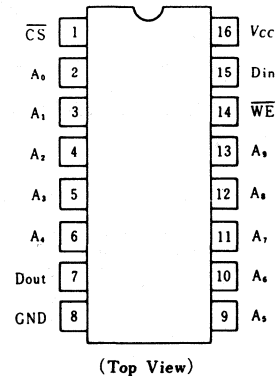 CS 1 16 Vcc
A₀ 2 15 Din
A₁ 3 14 WE
A₂ 4 13 A₉
A₃ 5 12 A₈
A₄ 6 11 A₇
Dout 7 10 A₆
GND 8 9 A₅
(Top View)